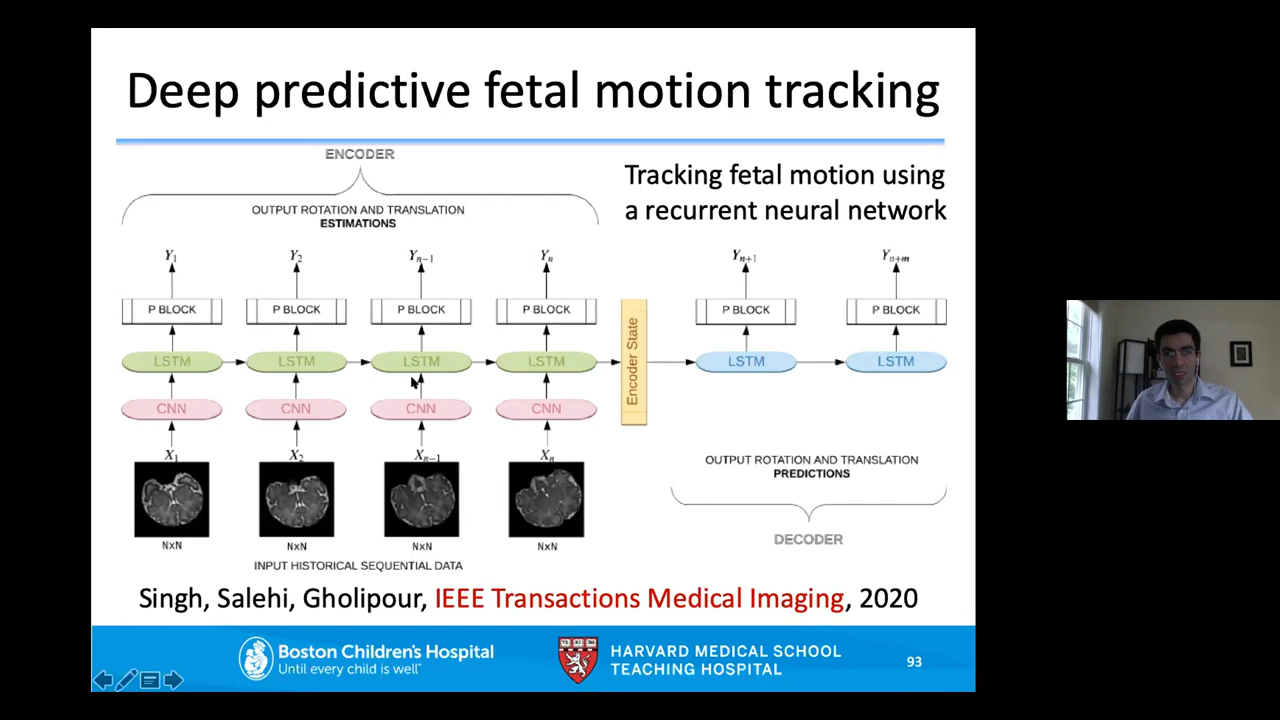 Deep predictive fetal motion tracking
ENCODER
Tracking fetal motion using
a recurrent neural network
OUTPUT ROTATION AND TRANSLATION
ESTIMATIONS
Y1 Y2 Yn−1 Yn Yn+1 Yn+m
P BLOCK P BLOCK P BLOCK P BLOCK P BLOCK P BLOCK
LSTM LSTM LSTM LSTM LSTM LSTM
Encoder State
CNN CNN CNN CNN
X1 X2 Xn−1 Xn
NxN NxN NxN NxN
INPUT HISTORICAL SEQUENTIAL DATA
OUTPUT ROTATION AND TRANSLATION
PREDICTIONS
DECODER
Singh, Salehi, Gholipour, IEEE Transactions Medical Imaging, 2020
Boston Children's Hospital
Until every child is well™
HARVARD MEDICAL SCHOOL
TEACHING HOSPITAL
93